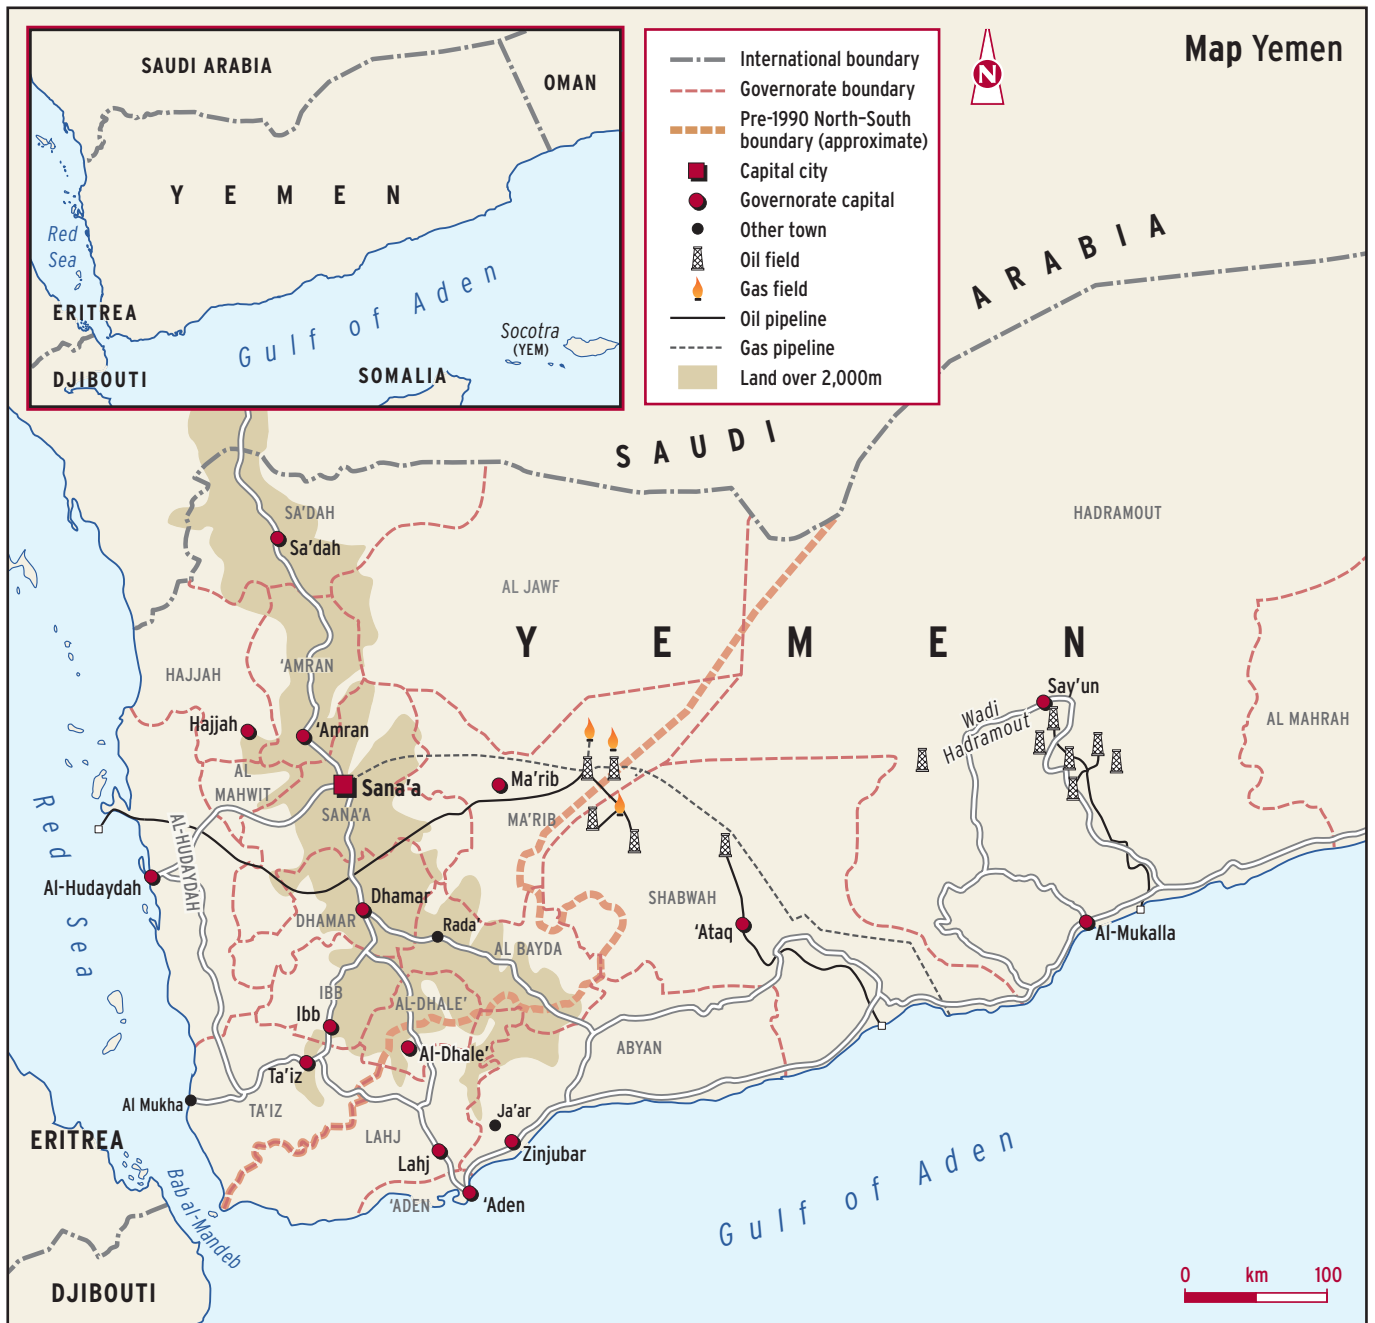 Map Yemen
SAUDI ARABIA
OMAN
YEMEN
Red
Sea
Gulf of Aden
ERITREA
Socotra
(YEM)
DJIBOUTI
SOMALIA
International boundary
Governorate boundary
Pre-1990 North–South
boundary (approximate)
Capital city
Governorate capital
Other town
Oil field
Gas field
Oil pipeline
Gas pipeline
Land over 2,000m
N
SAUDI ARABIA
SA'DAH
Sa'dah
HADRAMOUT
AL JAWF
YEMEN
HAJJAH
'AMRAN
Hajjah
'Amran
Say'un
Wadi
Hadramout
AL MAHRAH
AL
MAHWIT
Sana'a
SANA'A
Ma'rib
MA'RIB
Red Sea
AL-HUDAYDAH
Al-Hudaydah
Dhamar
DHAMAR
Rada'
AL BAYDA
SHABWAH
'Ataq
Al-Mukalla
IBB
Ibb
AL-DHALE'
Al-Dhale'
ABYAN
Ta'iz
TA'IZ
Al Mukha
Ja'ar
LAHJ
Lahj
Zinjubar
ERITREA
Bab al-Mandeb
'ADEN
'Aden
Gulf of Aden
DJIBOUTI
0 km 100